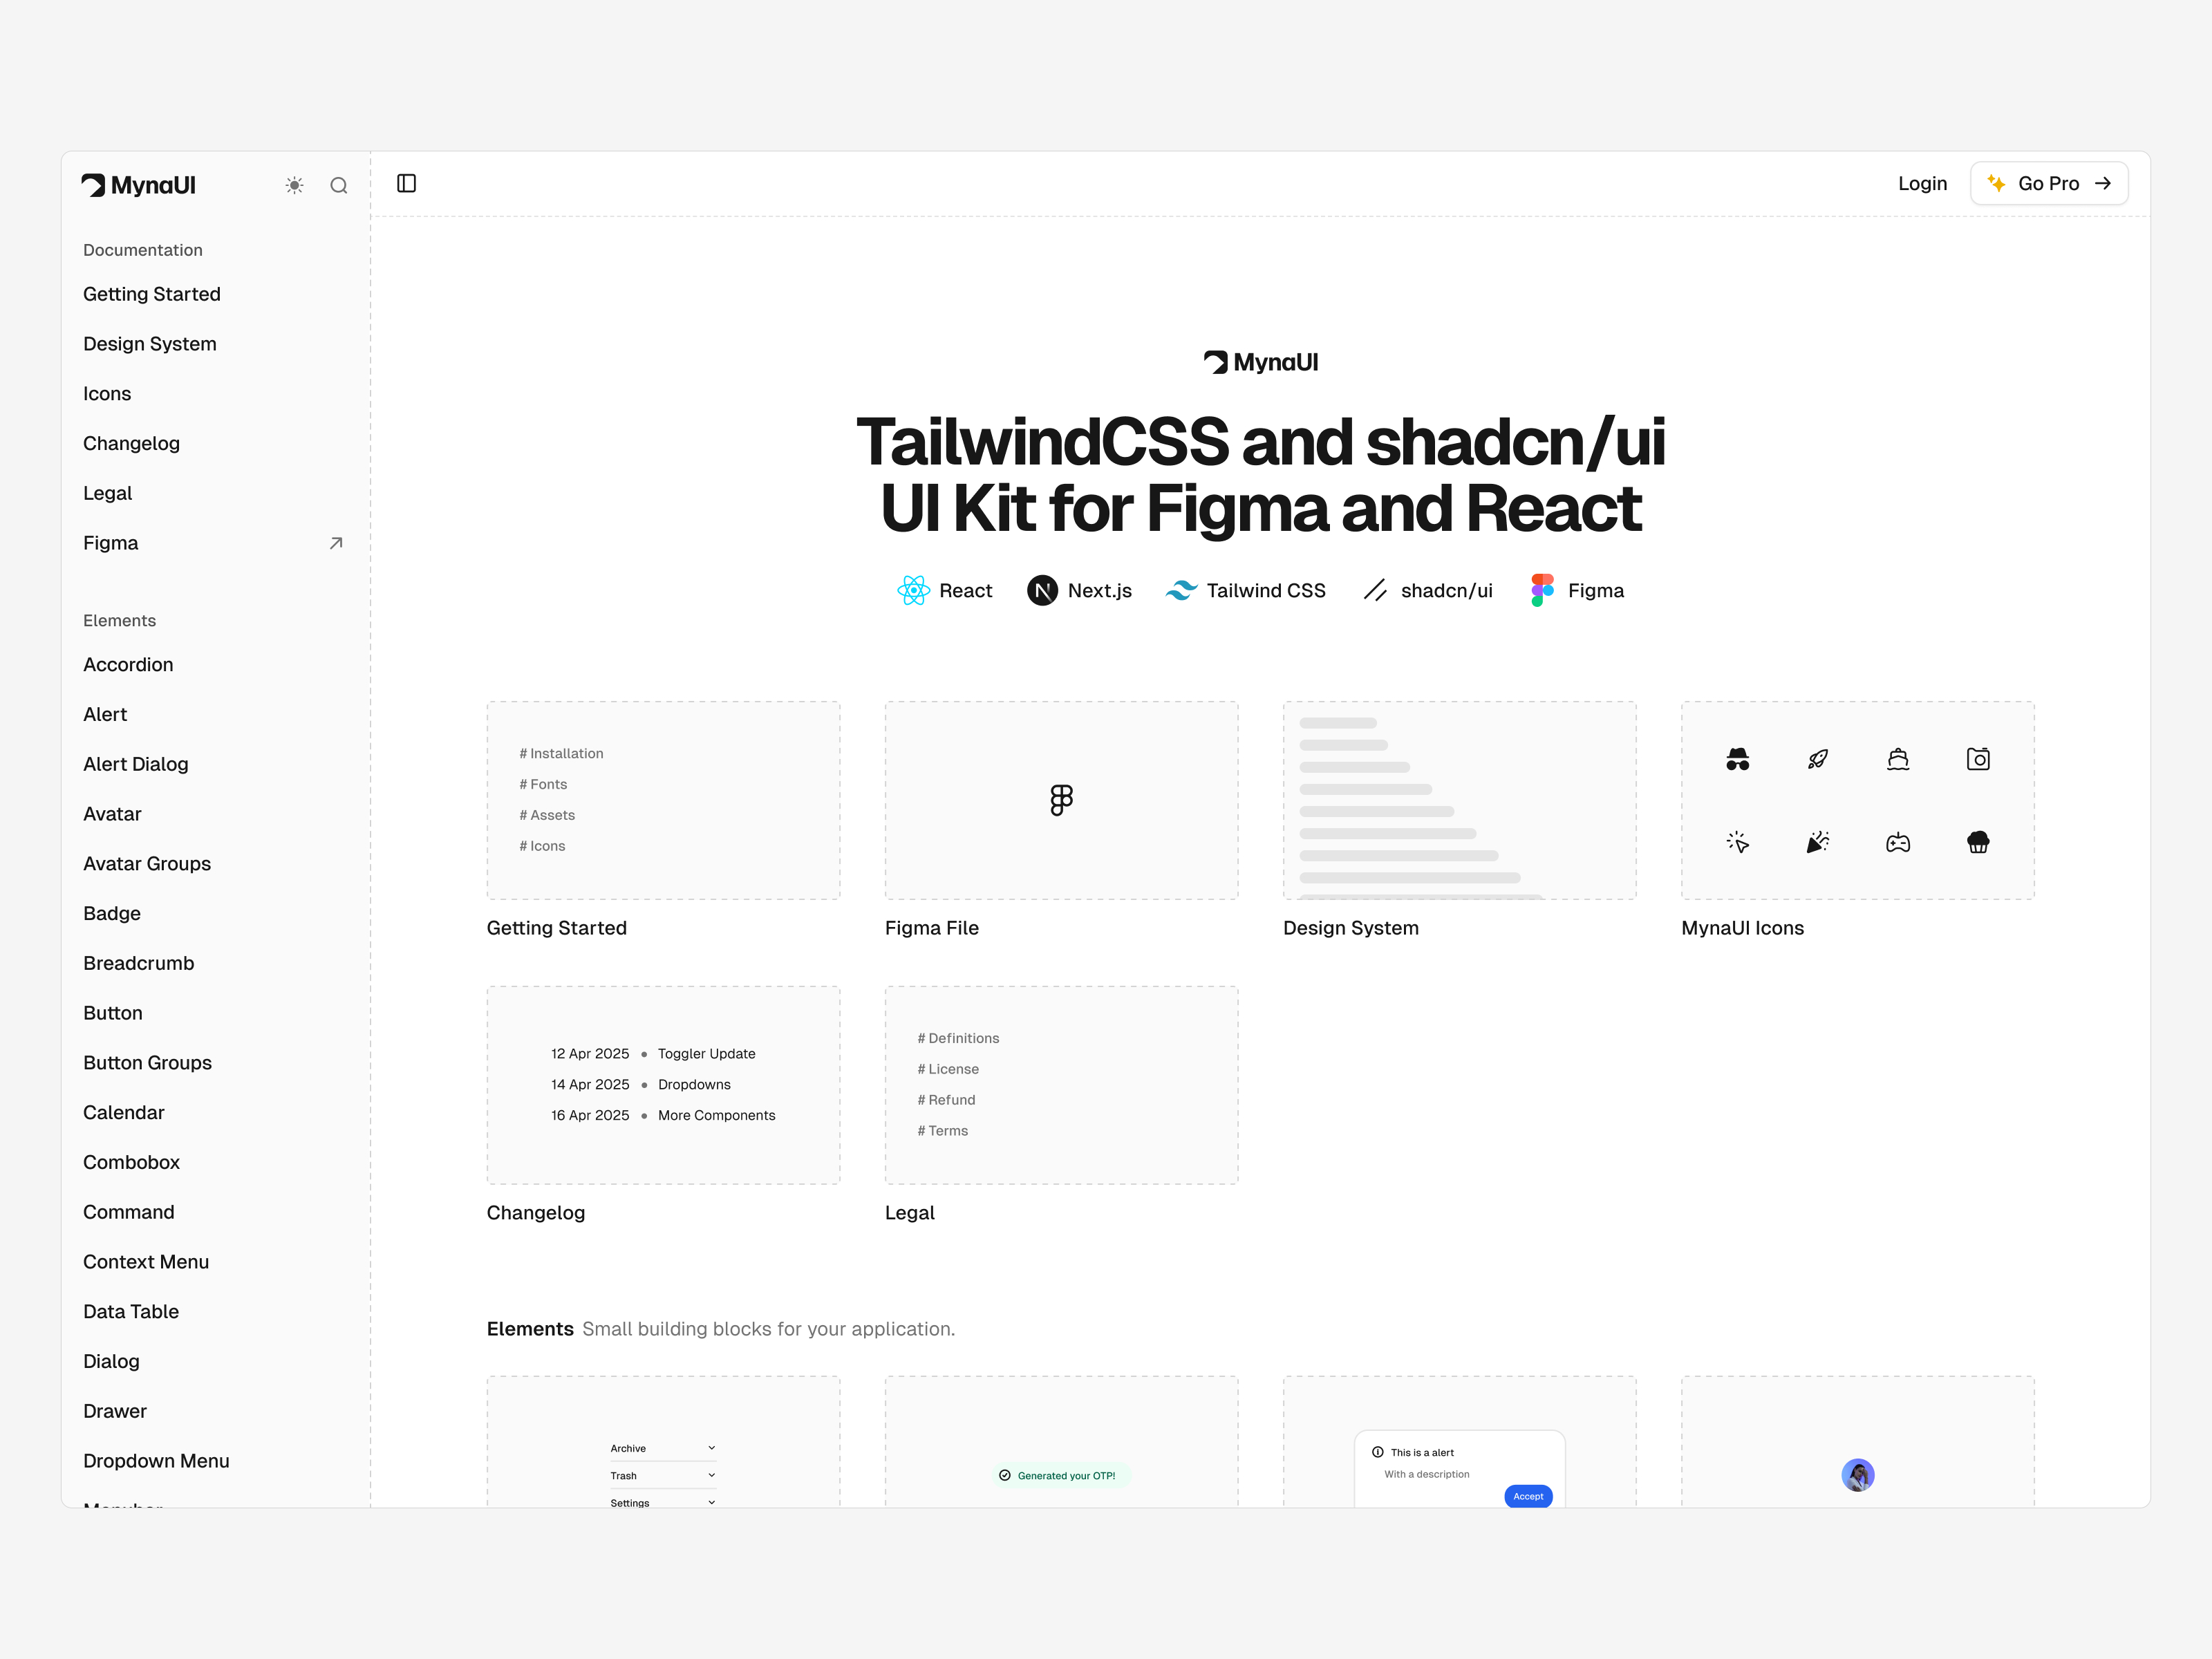 MynaUI
Documentation
Getting Started
Design System
Icons
Changelog
Legal
Figma
Elements
Accordion
Alert
Alert Dialog
Avatar
Avatar Groups
Badge
Breadcrumb
Button
Button Groups
Calendar
Combobox
Command
Context Menu
Data Table
Dialog
Drawer
Dropdown Menu
Login
Go Pro
MynaUI
TailwindCSS and shadcn/ui
UI Kit for Figma and React
React
Next.js
Tailwind CSS
shadcn/ui
Figma
# Installation
# Fonts
# Assets
# Icons
Getting Started
Figma File
Design System
MynaUI Icons
12 Apr 2025 • Toggler Update
14 Apr 2025 • Dropdowns
16 Apr 2025 • More Components
Changelog
# Definitions
# License
# Refund
# Terms
Legal
Elements Small building blocks for your application.
Archive
Trash
Settings
Generated your OTP!
This is a alert
With a description
Accept